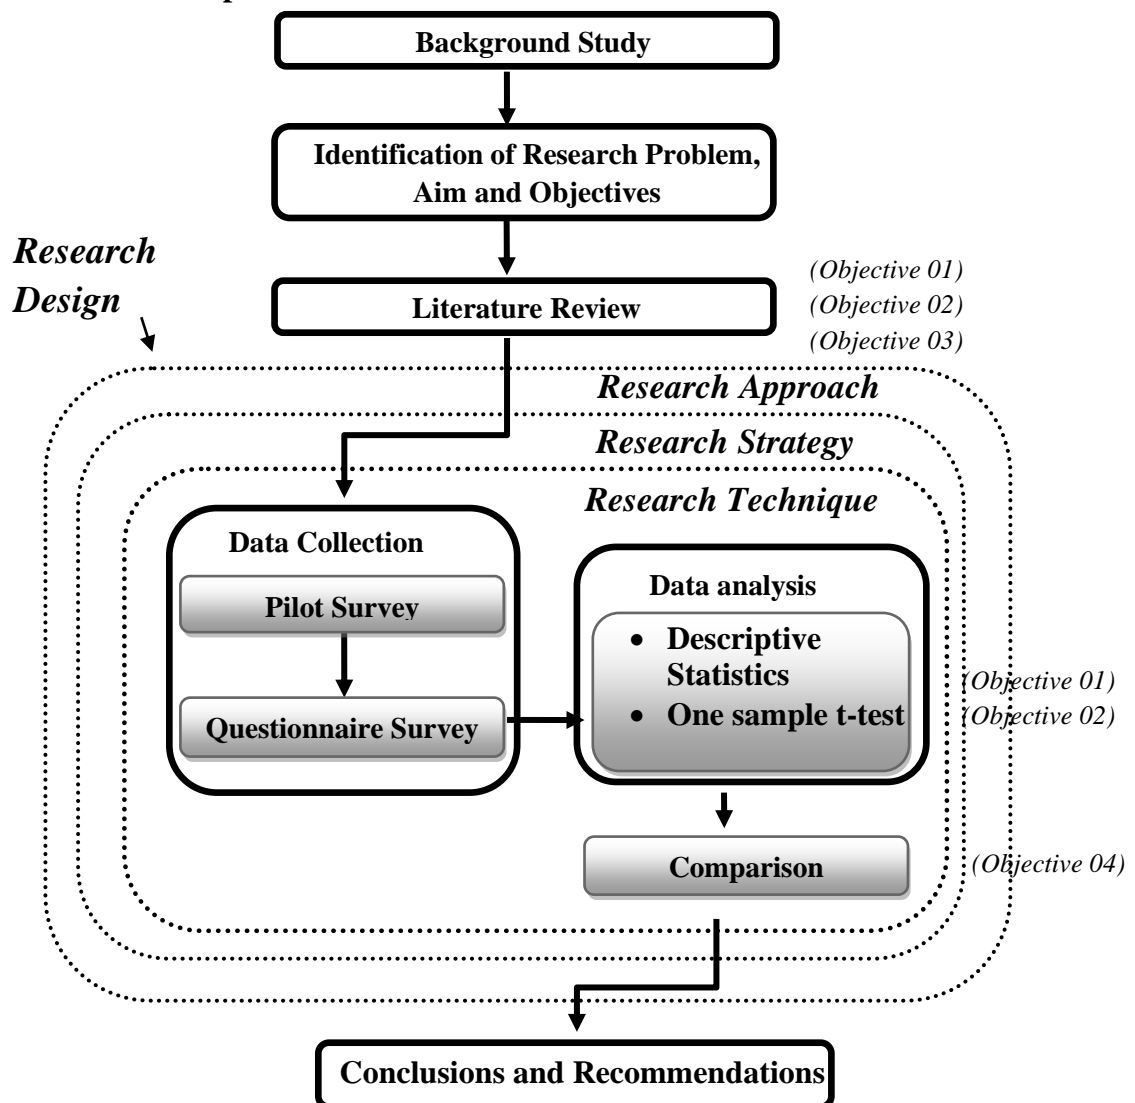 Background Study
Identification of Research Problem,
Aim and Objectives
Research
Design
Literature Review
(Objective 01)
(Objective 02)
(Objective 03)
Research Approach
Research Strategy
Research Technique
Data Collection
Pilot Survey
Questionnaire Survey
Data analysis
• Descriptive
Statistics
• One sample t-test
(Objective 01)
(Objective 02)
Comparison
(Objective 04)
Conclusions and Recommendations